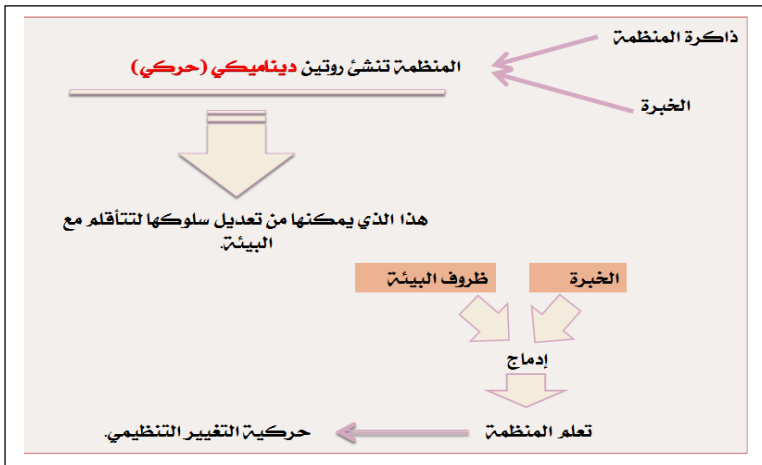 ذاكرة المنظمة
المنظمة تنشئ روتين ديناميكي (حركي)
الخبرة
هذا الذي يمكنها من تعديل سلوكها لتتأقلم مع
البيئة.
الخبرة
ظروف البيئة
إدماج
تعلم المنظمة
حركية التغيير التنظيمي.